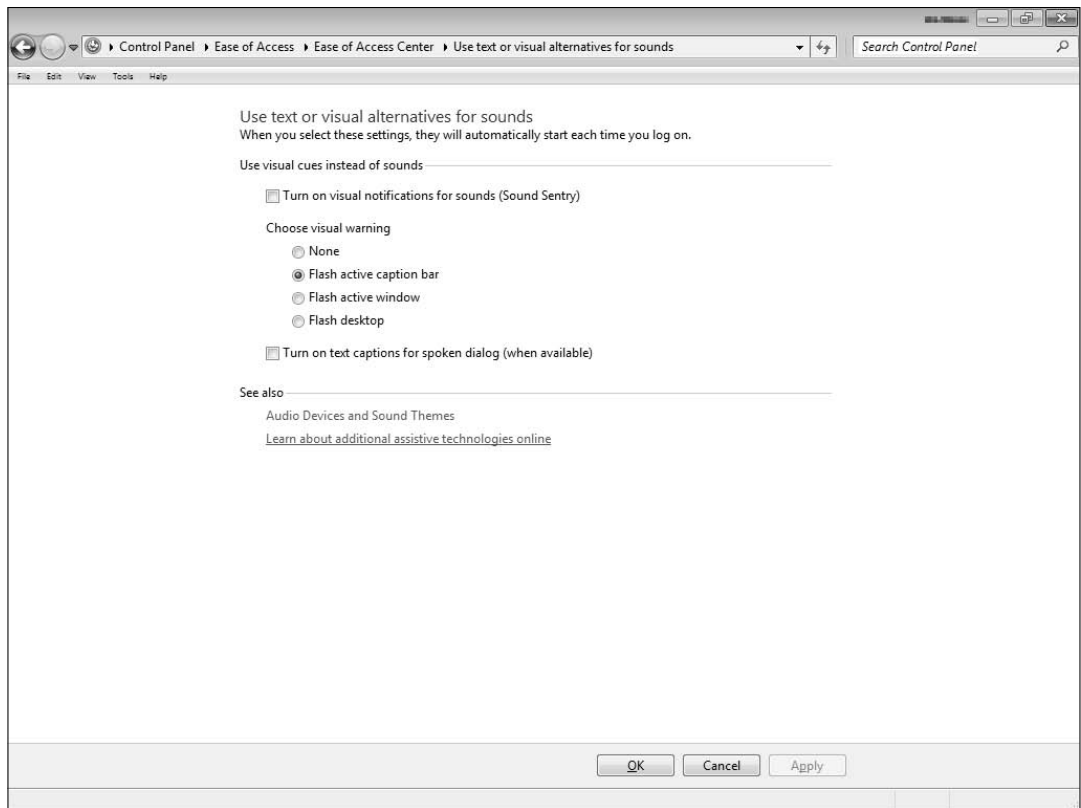 Control Panel Ease of Access Ease of Access Center Use text or visual alternatives for sounds Search Control Panel
File Edit View Tools Help
Use text or visual alternatives for sounds
When you select these settings, they will automatically start each time you log on.
Use visual cues instead of sounds
Turn on visual notifications for sounds (Sound Sentry)
Choose visual warning
None
Flash active caption bar
Flash active window
Flash desktop
Turn on text captions for spoken dialog (when available)
See also
Audio Devices and Sound Themes
Learn about additional assistive technologies online
OK Cancel Apply